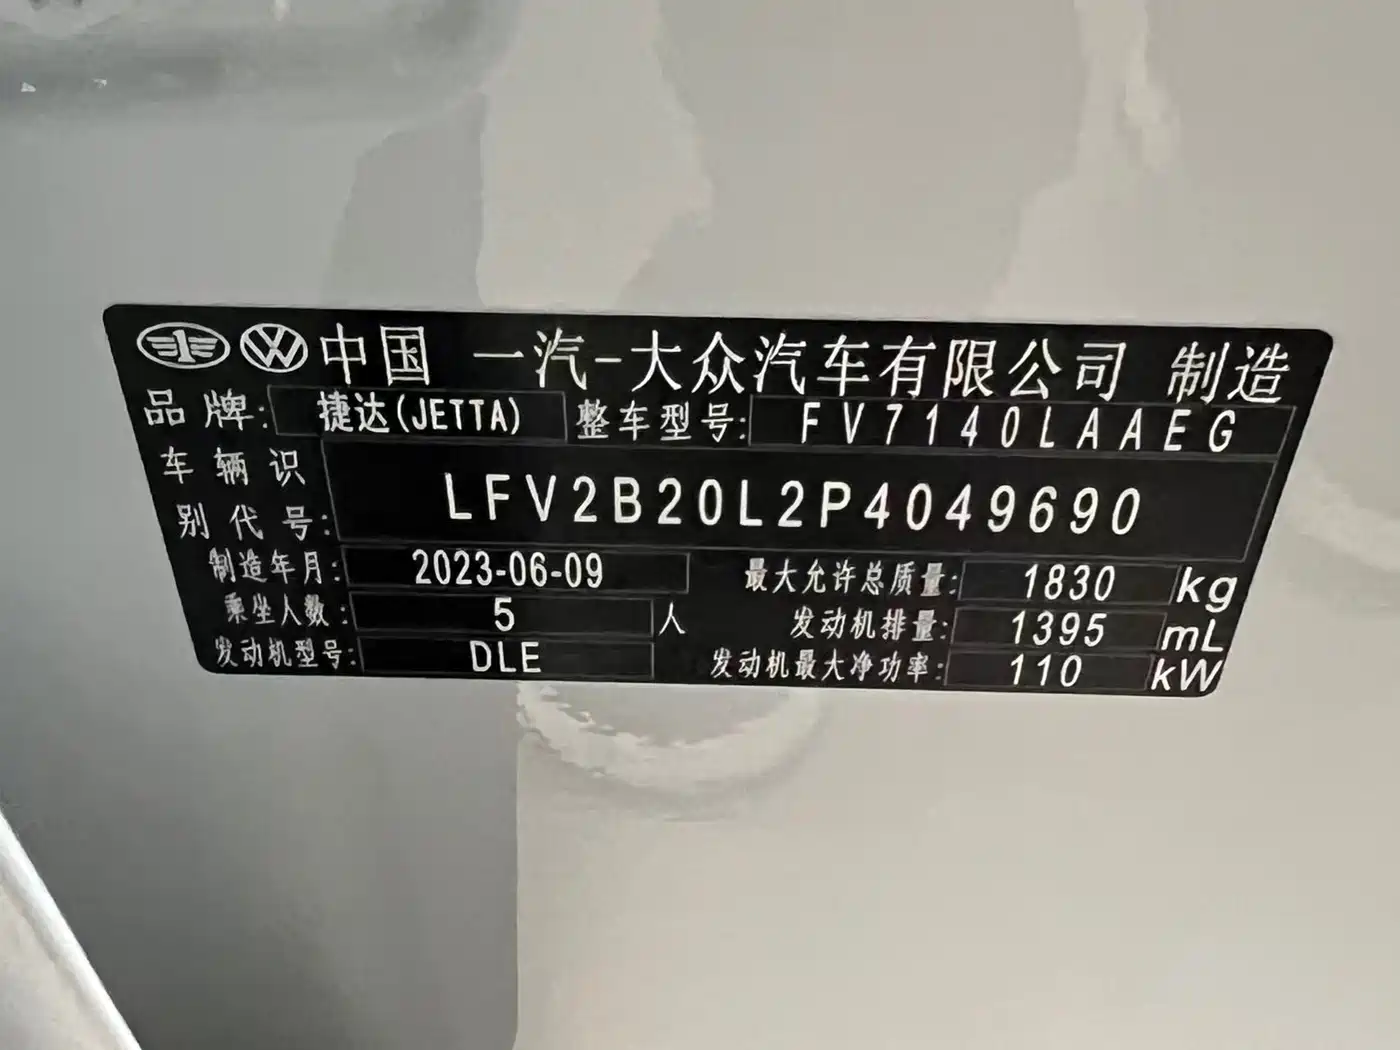 中国 一汽-大众汽车有限公司 制造
品牌: 捷达(JETTA) 整车型号: FV7140LAAEG
车辆识别代号: LFV2B20L2P4049690
制造年月: 2023-06-09 最大允许总质量: 1830 kg
乘坐人数: 5 人 发动机排量: 1395 mL
发动机型号: DLE 发动机最大净功率: 110 kW